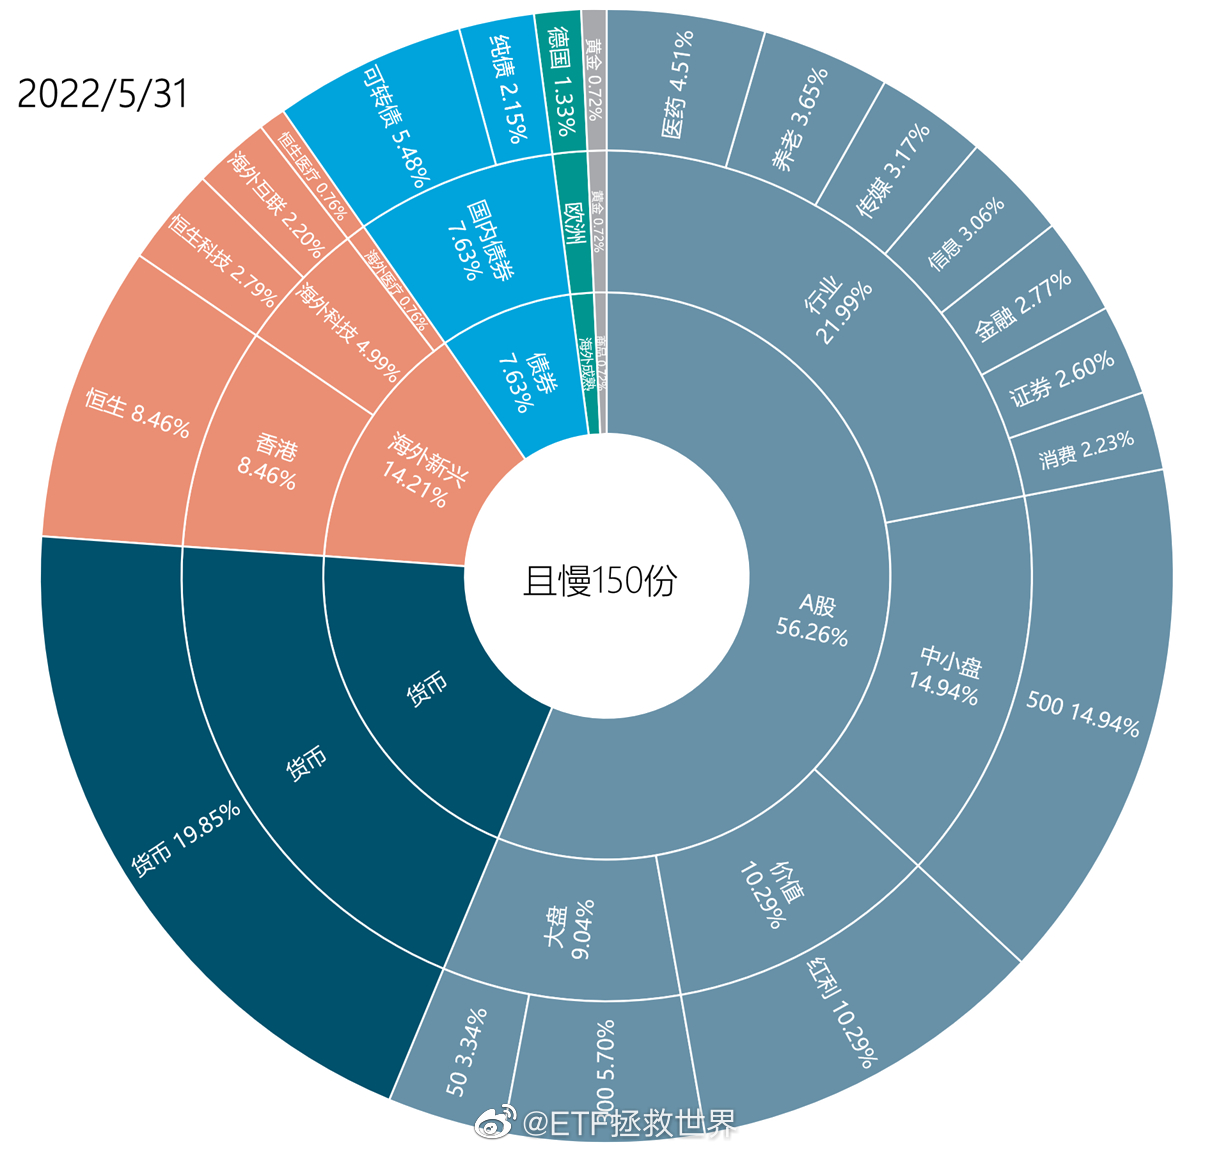 2022/5/31
且慢150份
A股
56.26%
行业
21.99%
医药 4.51%
养老 3.65%
传媒 3.17%
信息 3.06%
金融 2.77%
证券 2.60%
消费 2.23%
中小盘
14.94%
500 14.94%
价值
10.29%
红利 10.29%
大盘
9.04%
300 5.70%
50 3.34%
货币
货币
货币 19.85%
海外新兴
14.21%
香港
8.46%
恒生 8.46%
海外科技 4.99%
恒生科技 2.79%
海外互联 2.20%
海外医疗 0.76%
恒生医疗 0.76%
债券
7.63%
国内债券
7.63%
可转债 5.48%
纯债 2.15%
海外成熟
欧洲
德国 1.33%
商品 0.72%
黄金 0.72%
黄金 0.72%
@ETF拯救世界